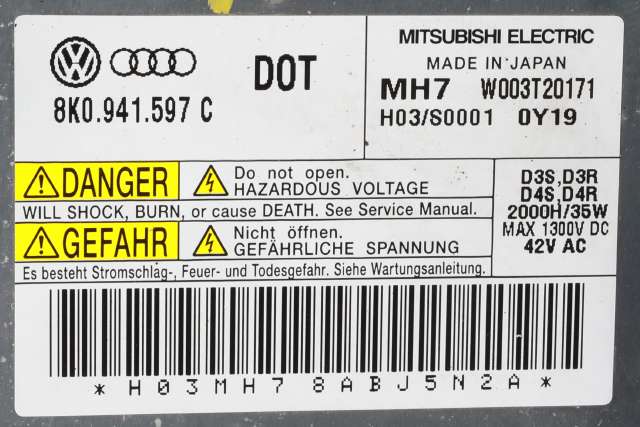 DOT
8K0.941.597 C
MITSUBISHI ELECTRIC
MADE IN JAPAN
MH7 W003T20171
H03/S0001 0Y19
DANGER
Do not open.
HAZARDOUS VOLTAGE
WILL SHOCK, BURN, or cause DEATH. See Service Manual.
GEFAHR
Nicht öffnen.
GEFÄHRLICHE SPANNUNG
Es besteht Stromschlag-, Feuer- und Todesgefahr. Siehe Wartungsanleitung.
D3S,D3R
D4S,D4R
2000H/35W
MAX 1300V DC
42V AC
*H03MH78ABJ5N2A*